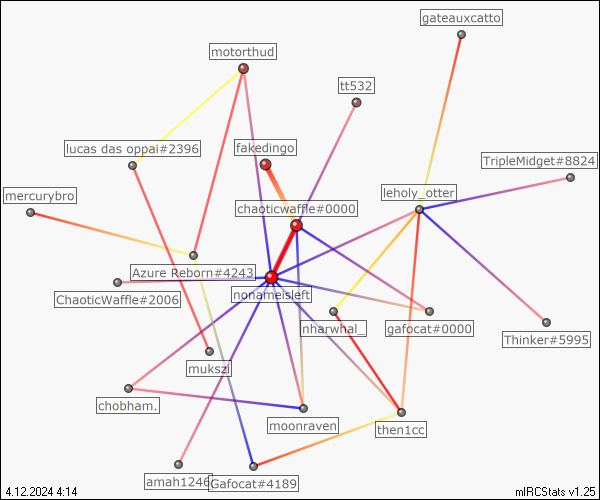 gateauxcatto
motorthud
tt532
lucas das oppai#2396
fakedingo
TripleMidget#8824
mercurybro
leholy_otter
chaoticwaffle#0000
Azure Reborn#4243
ChaoticWaffle#2006
nonameisleft
nharwhal_
gafocat#0000
Thinker#5995
mukszi
chobham.
moonraven
then1cc
amah1246
Gafocat#4189
4.12.2024 4:14
mIRCStats v1.25